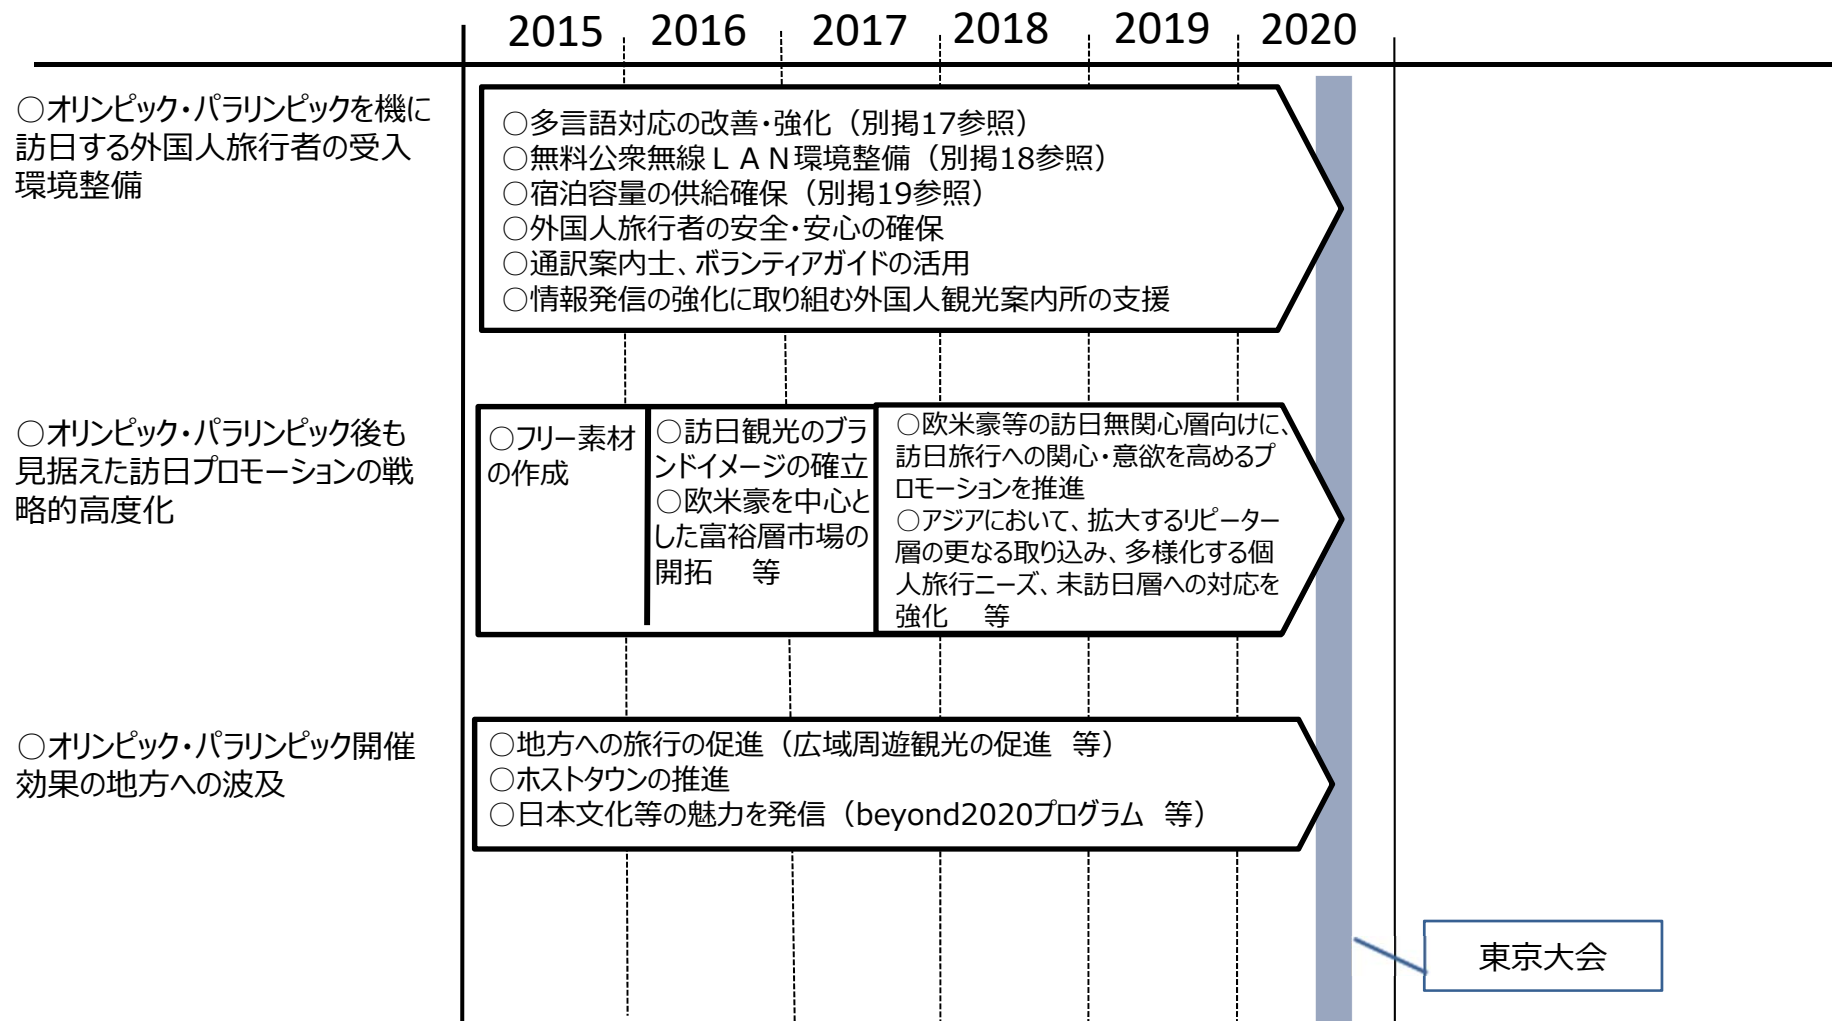 2015 2016 2017 2018 2019 2020
○オリンピック・パラリンピックを機に
訪日する外国人旅行者の受入
環境整備
○多言語対応の改善・強化（別掲17参照）
○無料公衆無線ＬＡＮ環境整備（別掲18参照）
○宿泊容量の供給確保（別掲19参照）
○外国人旅行者の安全・安心の確保
○通訳案内士、ボランティアガイドの活用
○情報発信の強化に取り組む外国人観光案内所の支援
○オリンピック・パラリンピック後も
見据えた訪日プロモーションの戦
略的高度化
○フリー素材
の作成
○訪日観光のブラ
ンドイメージの確立
○欧米豪を中心と
した富裕層市場の
開拓　等
○欧米豪等の訪日無関心層向けに、
訪日旅行への関心・意欲を高めるプ
ロモーションを推進
○アジアにおいて、拡大するリピーター
層の更なる取り込み、多様化する個
人旅行ニーズ、未訪日層への対応を
強化　等
○オリンピック・パラリンピック開催
効果の地方への波及
○地方への旅行の促進（広域周遊観光の促進　等）
○ホストタウンの推進
○日本文化等の魅力を発信（beyond2020プログラム　等）
東京大会